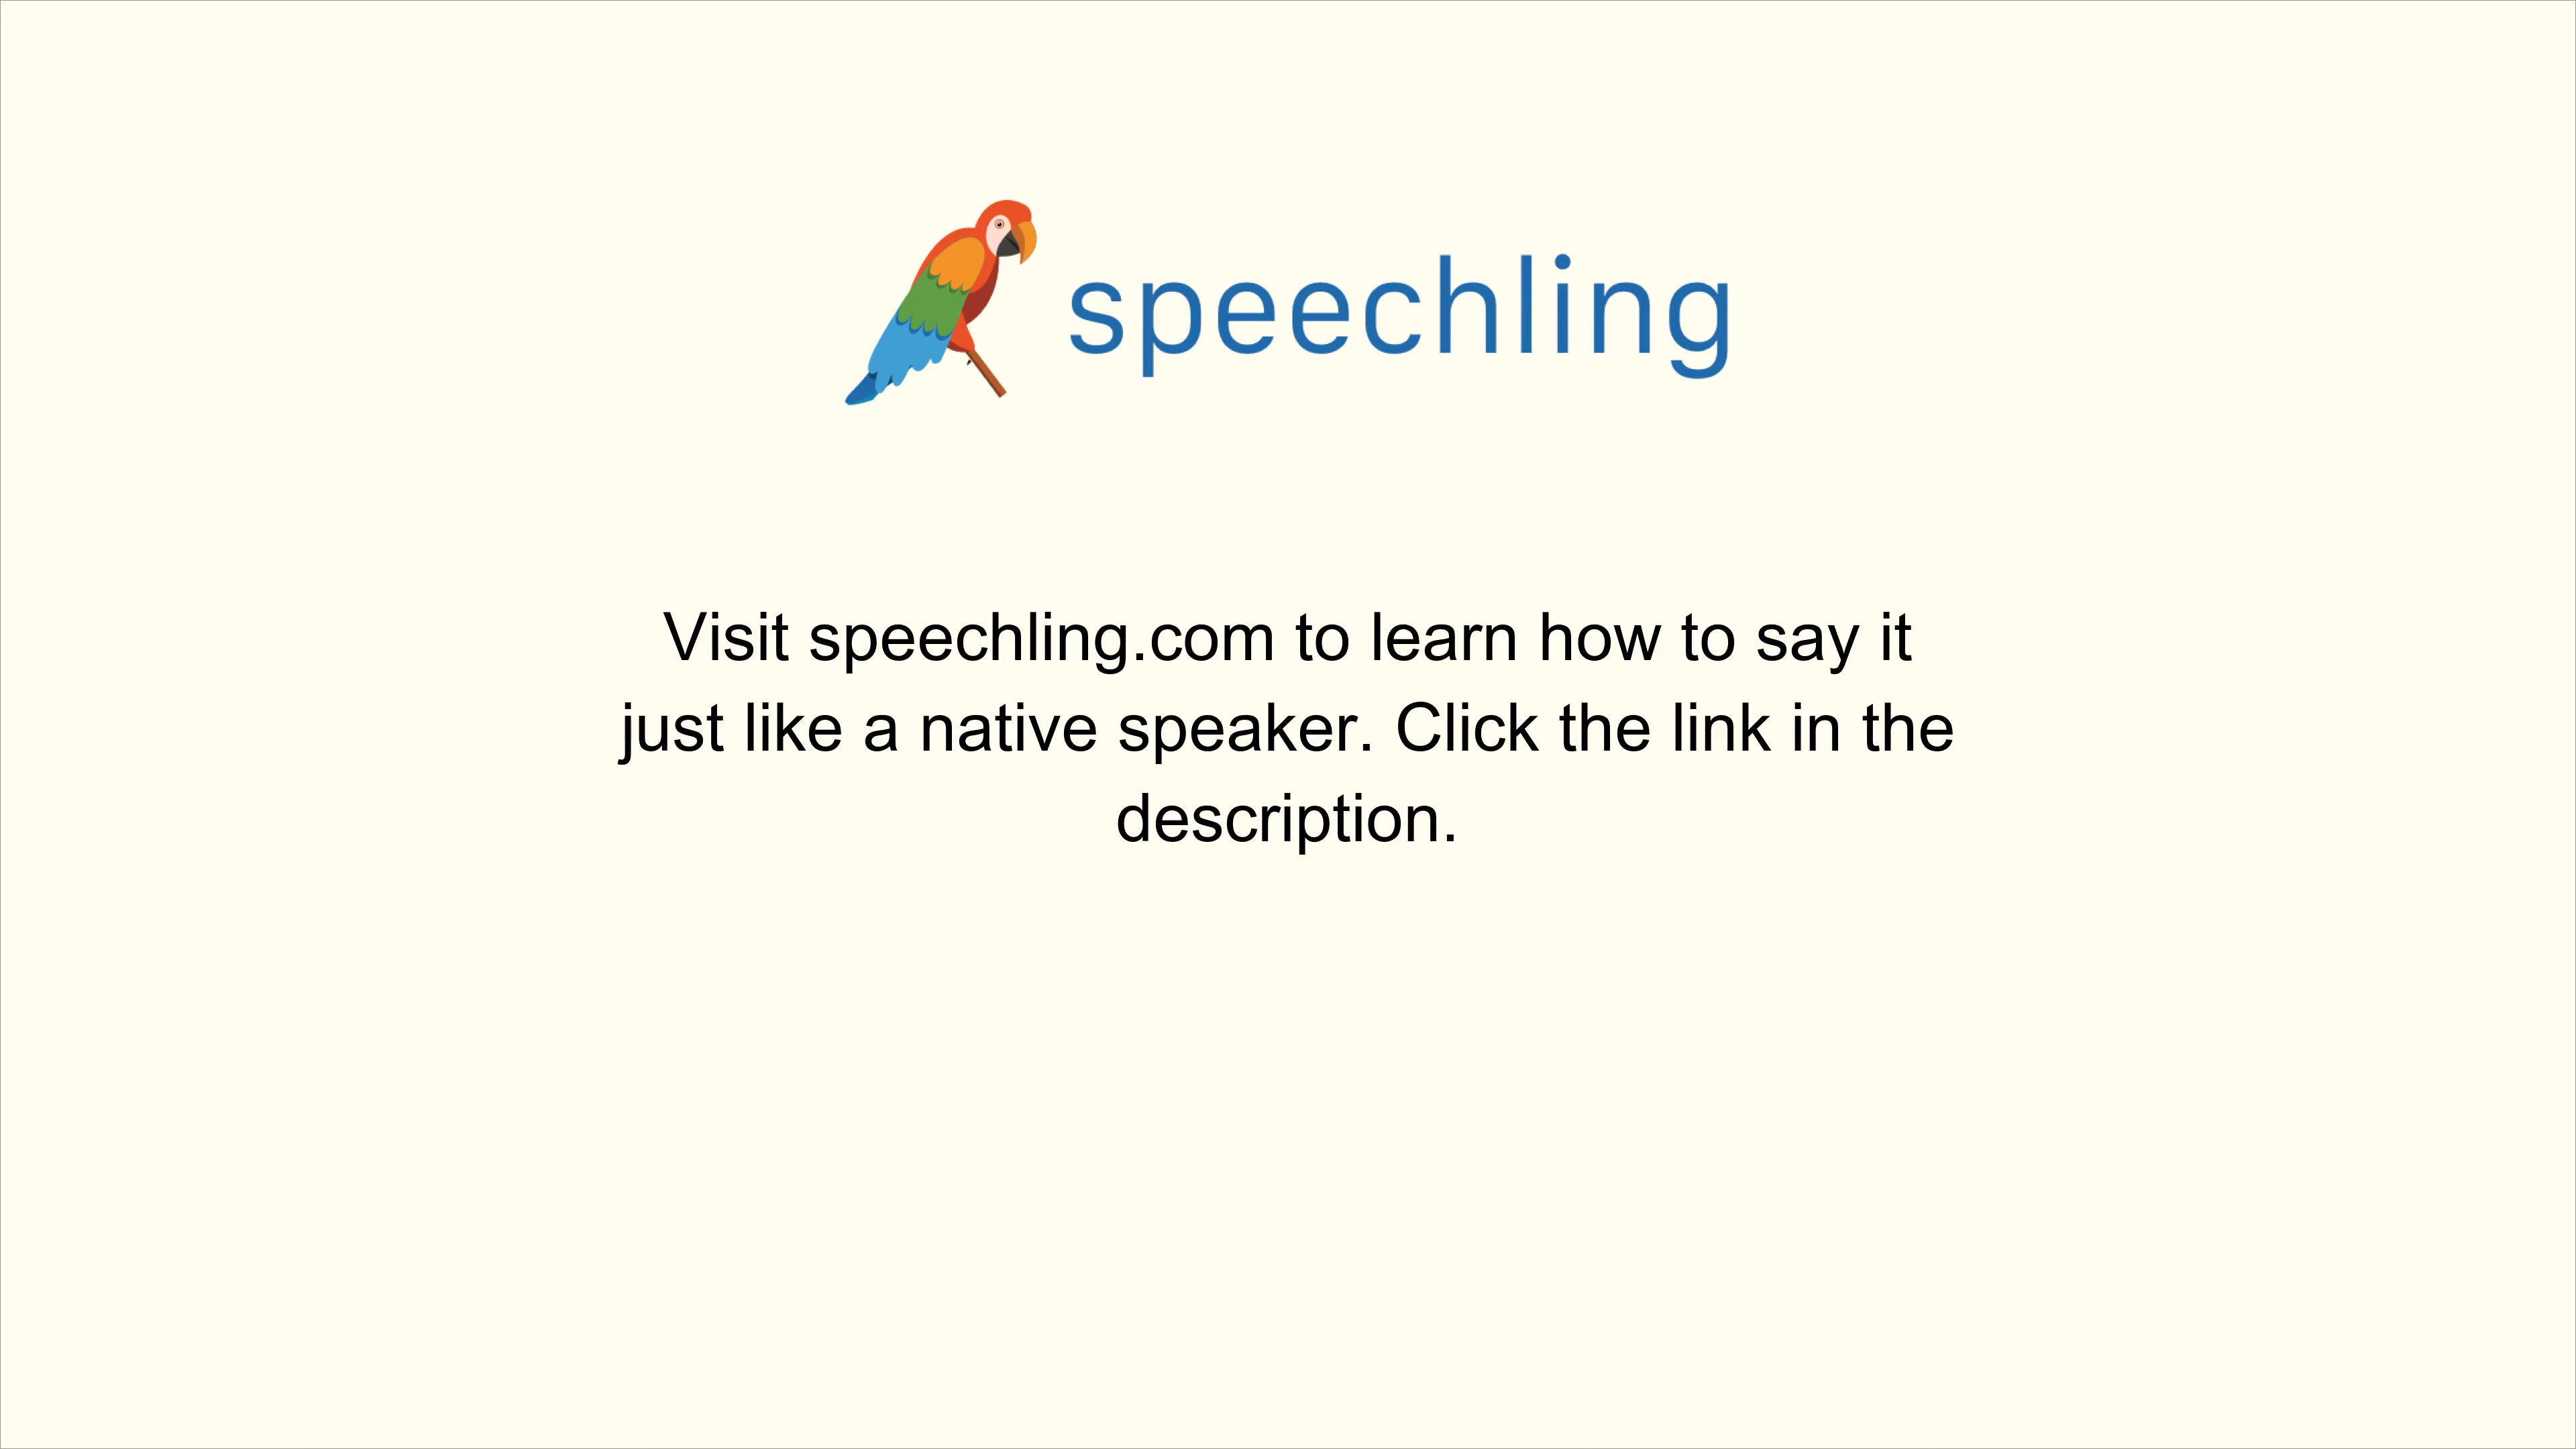 speechling
Visit speechling.com to learn how to say it
just like a native speaker. Click the link in the
description.